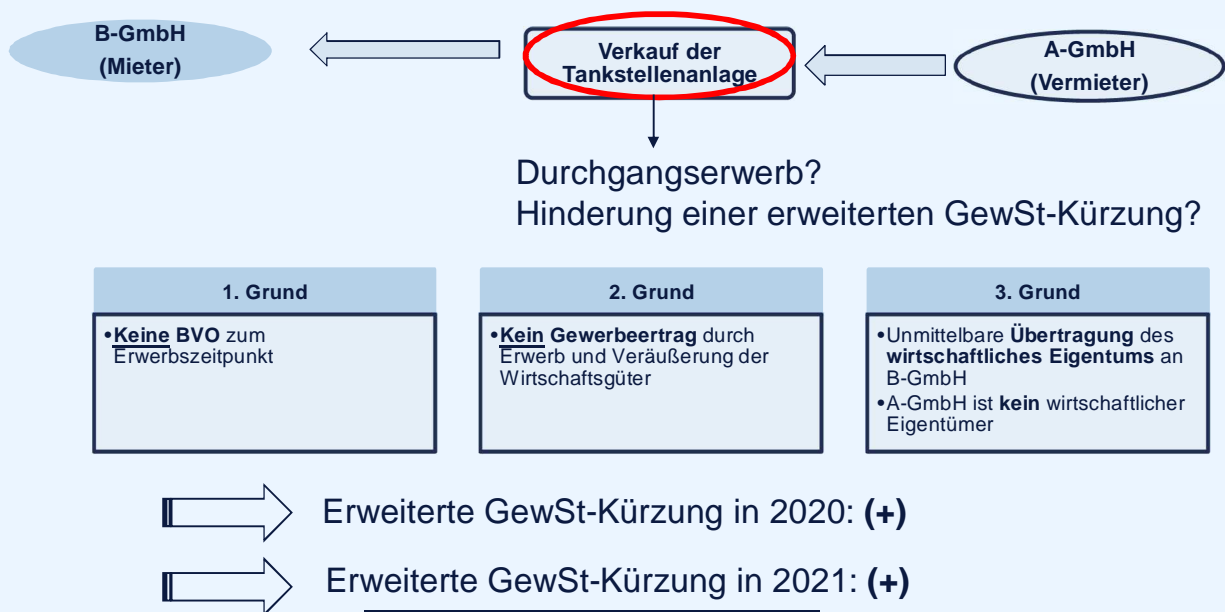 B-GmbH
(Mieter)
Verkauf der
Tankstellenanlage
A-GmbH
(Vermieter)
Durchgangserwerb?
Hinderung einer erweiterten GewSt-Kürzung?
1. Grund
•Keine BVO zum
Erwerbszeitpunkt
2. Grund
•Kein Gewerbeertrag durch
Erwerb und Veräußerung der
Wirtschaftsgüter
3. Grund
•Unmittelbare Übertragung des
wirtschaftliches Eigentums an
B-GmbH
•A-GmbH ist kein wirtschaftlicher
Eigentümer
Erweiterte GewSt-Kürzung in 2020: (+)
Erweiterte GewSt-Kürzung in 2021: (+)